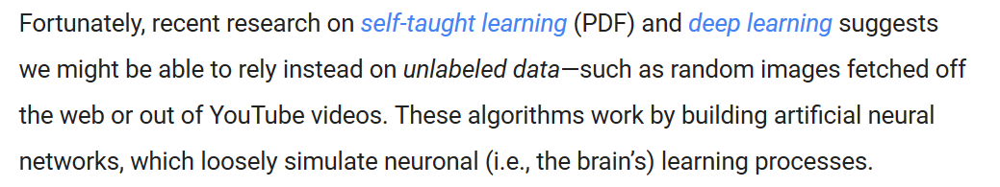 Fortunately, recent research on self-taught learning (PDF) and deep learning suggests
we might be able to rely instead on unlabeled data—such as random images fetched off
the web or out of YouTube videos. These algorithms work by building artificial neural
networks, which loosely simulate neuronal (i.e., the brain’s) learning processes.